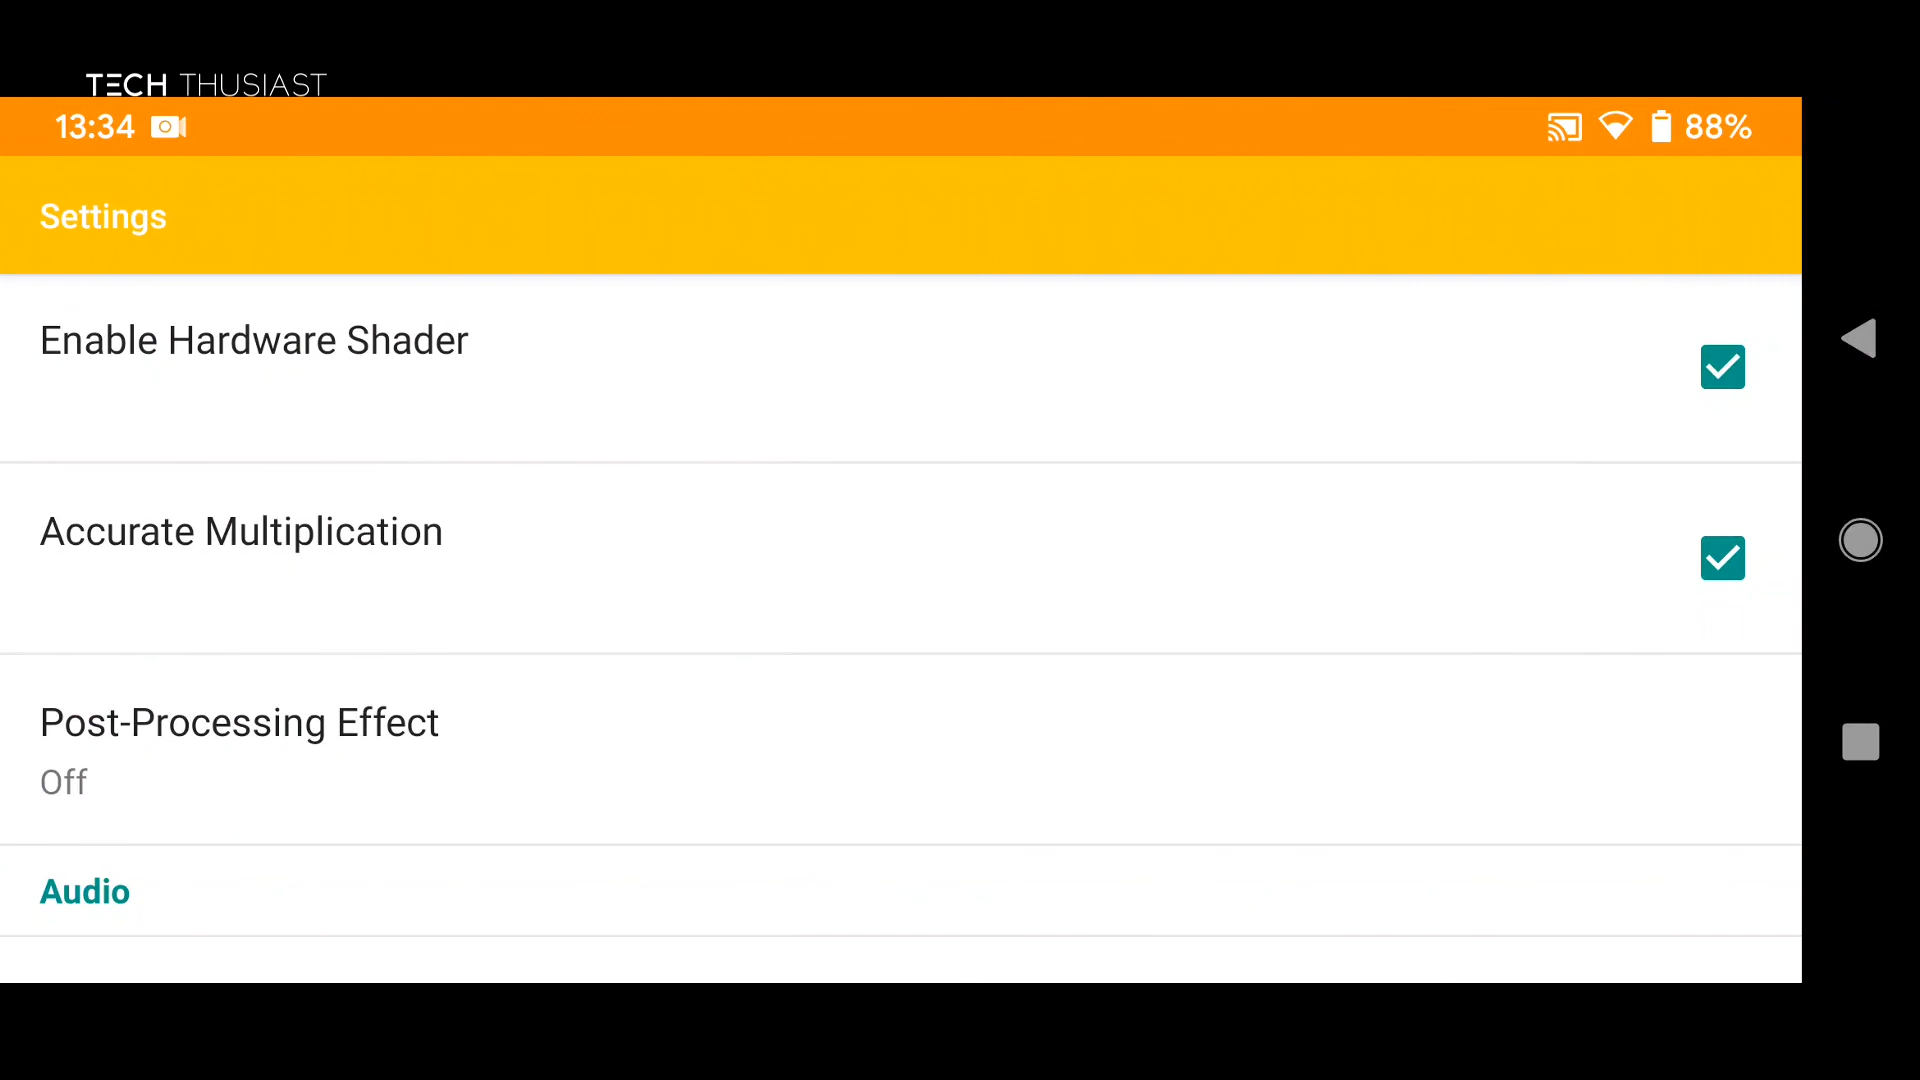 TECH THUSIAST
13:34 88%
Settings
Enable Hardware Shader
Accurate Multiplication
Post-Processing Effect
Off
Audio